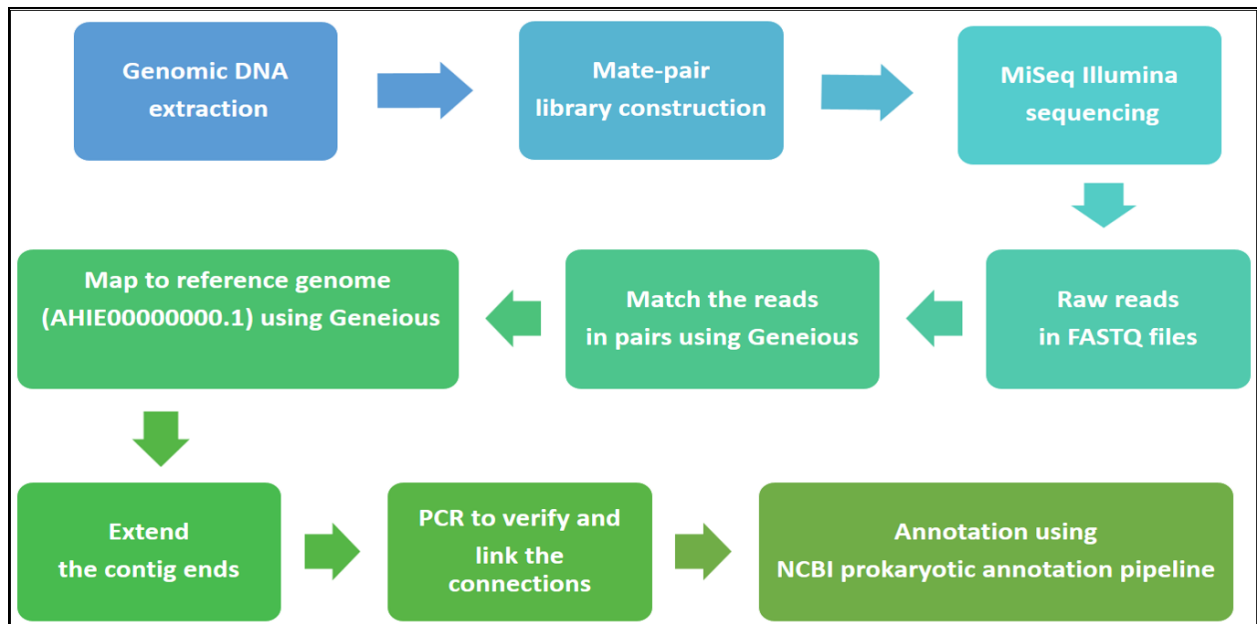 Genomic DNA
extraction
Mate-pair
library construction
MiSeq Illumina
sequencing
Raw reads
in FASTQ files
Match the reads
in pairs using Geneious
Map to reference genome
(AHIE00000000.1) using Geneious
Extend
the contig ends
PCR to verify and
link the
connections
Annotation using
NCBI prokaryotic annotation pipeline